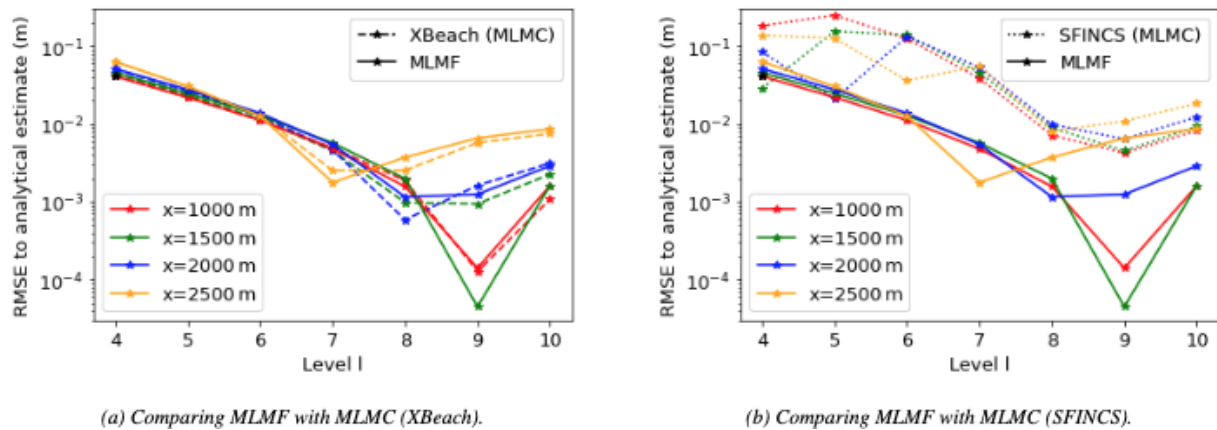 RMSE to analytical estimate (m)
10⁻¹
10⁻²
10⁻³
10⁻⁴
XBeach (MLMC)
MLMF
x=1000 m
x=1500 m
x=2000 m
x=2500 m
4 5 6 7 8 9 10
Level l
(a) Comparing MLMF with MLMC (XBeach).
RMSE to analytical estimate (m)
10⁻¹
10⁻²
10⁻³
10⁻⁴
SFINCS (MLMC)
MLMF
x=1000 m
x=1500 m
x=2000 m
x=2500 m
4 5 6 7 8 9 10
Level l
(b) Comparing MLMF with MLMC (SFINCS).